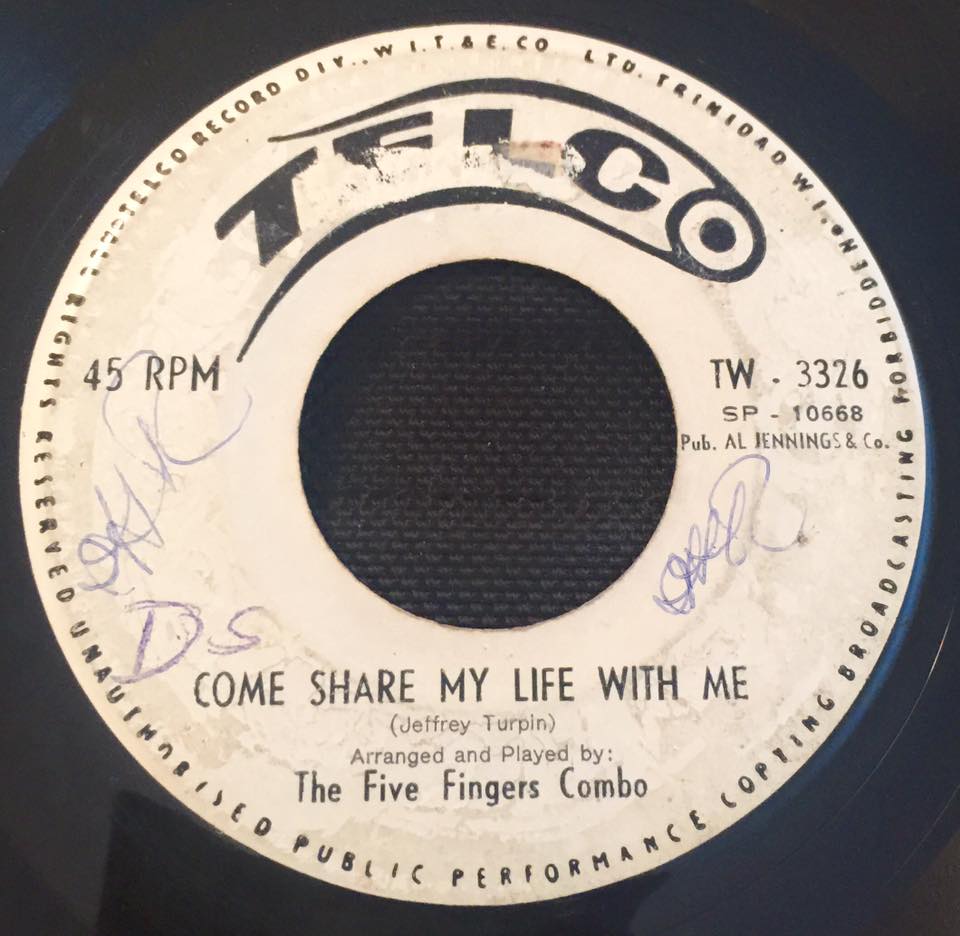 TELCO
45 RPM
TW . 3326
SP - 10668
Pub. AL JENNINGS & Co.
DS
COME SHARE MY LIFE WITH ME
(Jeffrey Turpin)
Arranged and Played by:
The Five Fingers Combo
TELCO RECORD DIV., W.I.T. & E. CO LTD. TRINIDAD W.I.
RIGHTS RESERVED UNAUTHORISED PUBLIC PERFORMANCE COPYING BROADCASTING FORBIDDEN